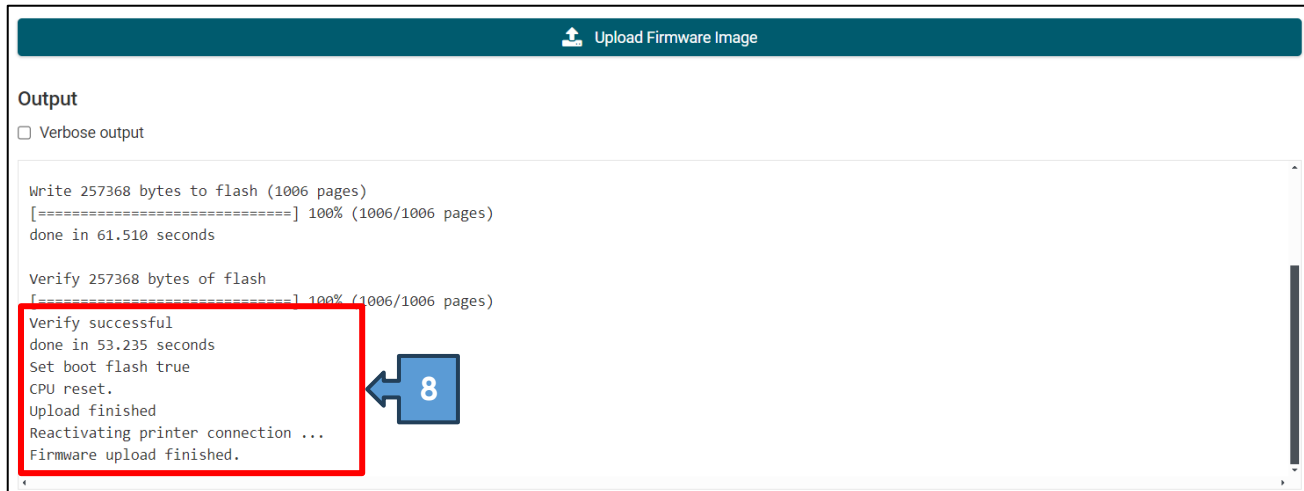 Upload Firmware Image
Output
Verbose output
Write 257368 bytes to flash (1006 pages)
[==============================] 100% (1006/1006 pages)
done in 61.510 seconds
Verify 257368 bytes of flash
[==============================] 100% (1006/1006 pages)
Verify successful
done in 53.235 seconds
Set boot flash true
CPU reset.
Upload finished
Reactivating printer connection ...
Firmware upload finished.
8